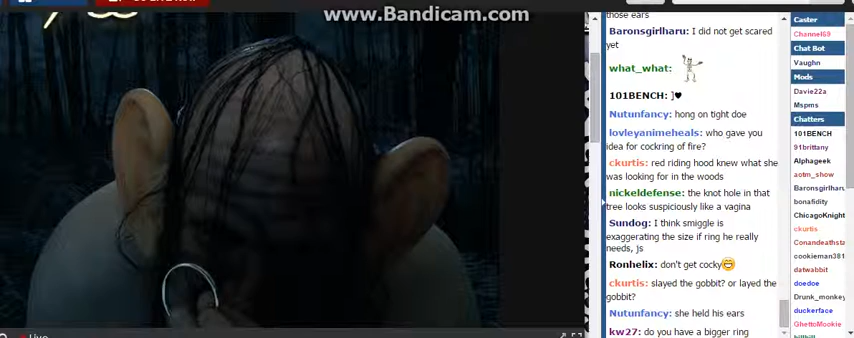 www.Bandicam.com
those ears
Baronsgirlharu: I did not get scared
yet
what_what:
101BENCH: ]♥
Nutunfancy: hong on tight doe
lovleyanimeheals: who gave you
idea for cockring of fire?
ckurtis: red riding hood knew what she
was looking for in the woods
nickeldefense: the knot hole in that
tree looks suspiciously like a vagina
Sundog: I think smiggle is
exaggerating the size if ring he really
needs, js
Ronhelix: don't get cocky
ckurtis: slayed the gobbit? or layed the
gobbit?
Nutunfancy: she held his ears
kw27: do you have a bigger ring
Caster
Channel69
Chat Bot
Vaughn
Mods
Davie22a
Mspms
Chatters
101BENCH
91brittany
Alphageek
aotm_show
Baronsgirlharu
bonafidity
ChicagoKnight
ckurtis
Conandeathsta
cookieman381
datwabbit
doedoe
Drunk_monkey
duckerface
GhettoMookie
Live